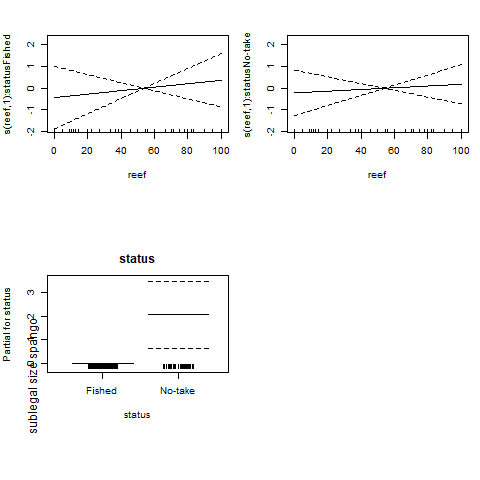 s(reef,1):statusFished
2
1
0
-1
-2
0 20 40 60 80 100
reef
s(reef,1):statusNo-take
2
1
0
-1
-2
0 20 40 60 80 100
reef
status
Partial for status
sublegal size spango
3
2
1
0
Fished No-take
status